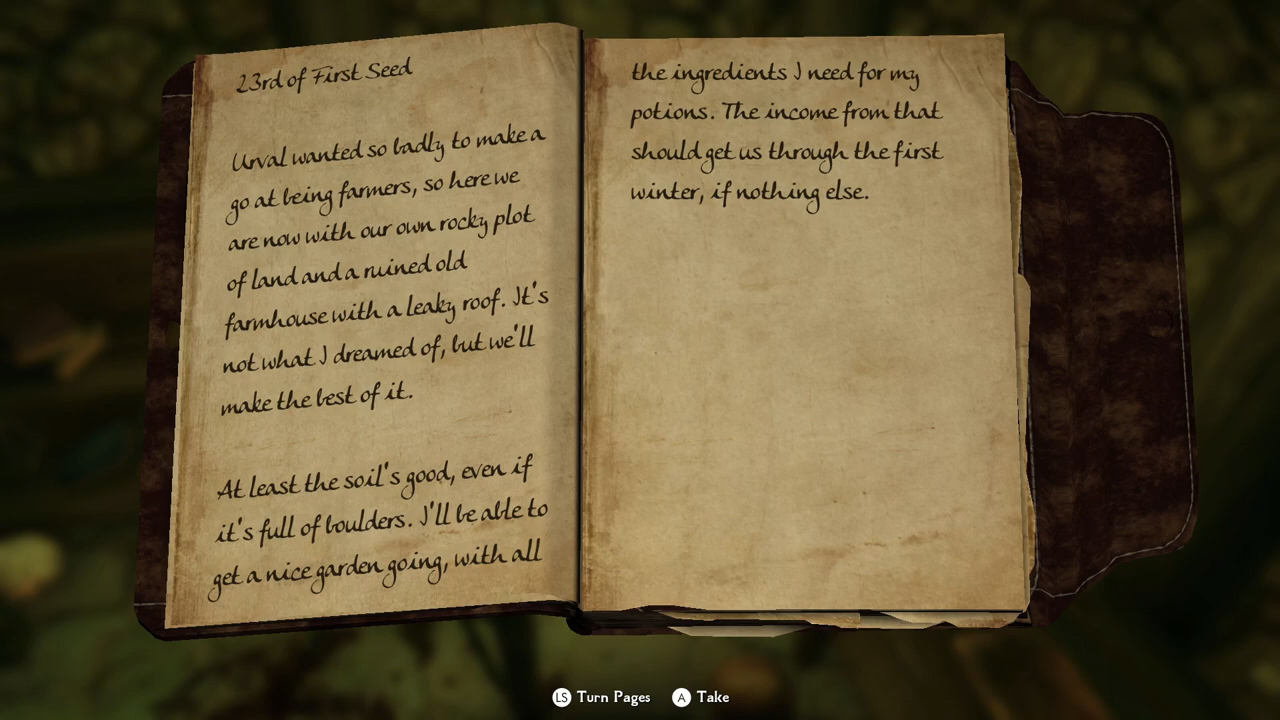 23rd of First Seed
Urval wanted so badly to make a
go at being farmers, so here we
are now with our own rocky plot
of land and a ruined old
farmhouse with a leaky roof. It's
not what I dreamed of, but we'll
make the best of it.
At least the soil's good, even if
it's full of boulders. I'll be able to
get a nice garden going, with all
the ingredients I need for my
potions. The income from that
should get us through the first
winter, if nothing else.
LS Turn Pages A Take